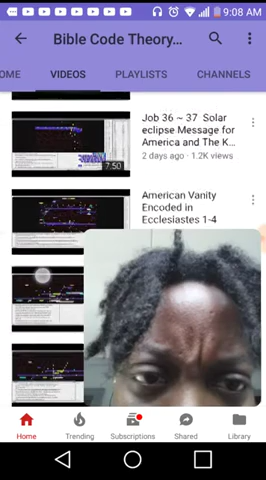 9:08 AM
Bible Code Theory...
OME VIDEOS PLAYLISTS CHANNELS
Job 36 ~ 37 Solar
eclipse Message for
America and The K...
2 days ago · 1.2K views
7:50
American Vanity
Encoded in
Ecclesiastes 1-4
Home Trending Subscriptions Shared Library